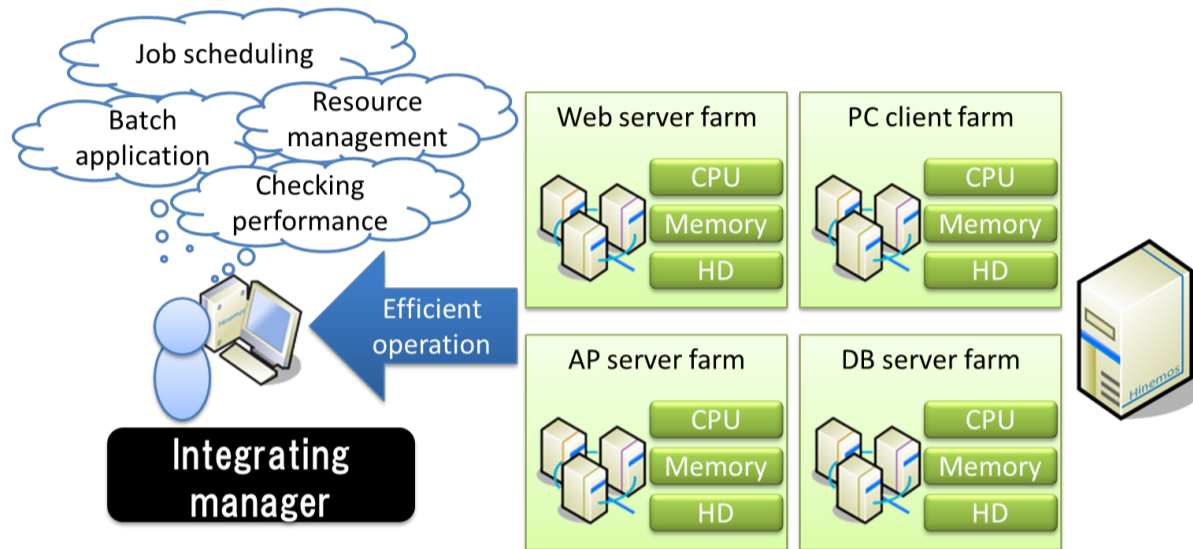 Job scheduling
Batch
application
Resource
management
Checking
performance
Hinemos
Efficient
operation
Integrating
manager
Web server farm
CPU
Memory
HD
PC client farm
CPU
Memory
HD
AP server farm
CPU
Memory
HD
DB server farm
CPU
Memory
HD
Hinemos